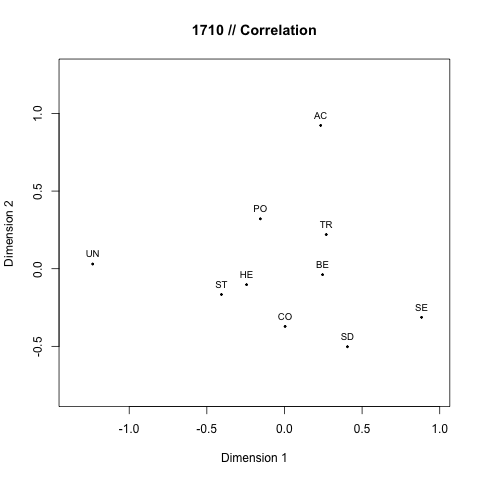 1710 // Correlation
AC
PO
TR
UN
BE
HE
ST
SE
CO
SD
1.0
0.5
0.0
-0.5
Dimension 2
-1.0 -0.5 0.0 0.5 1.0
Dimension 1